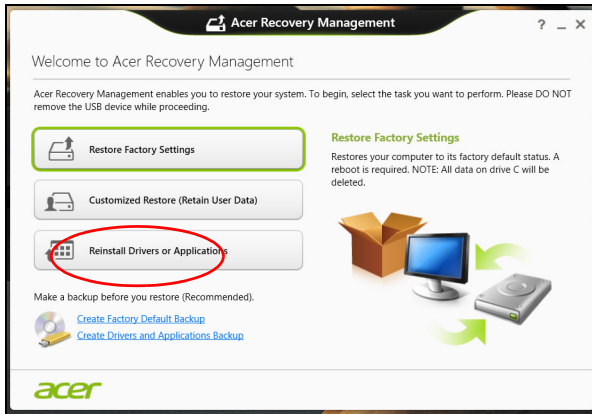 Acer Recovery Management
? _ X
Welcome to Acer Recovery Management
Acer Recovery Management enables you to restore your system. To begin, select the task you want to perform. Please DO NOT
remove the USB device while proceeding.
Restore Factory Settings
Customized Restore (Retain User Data)
Reinstall Drivers or Applications
Restore Factory Settings
Restores your computer to its factory default status. A
reboot is required. NOTE: All data on drive C will be
deleted.
Make a backup before you restore (Recommended).
Create Factory Default Backup
Create Drivers and Applications Backup
acer